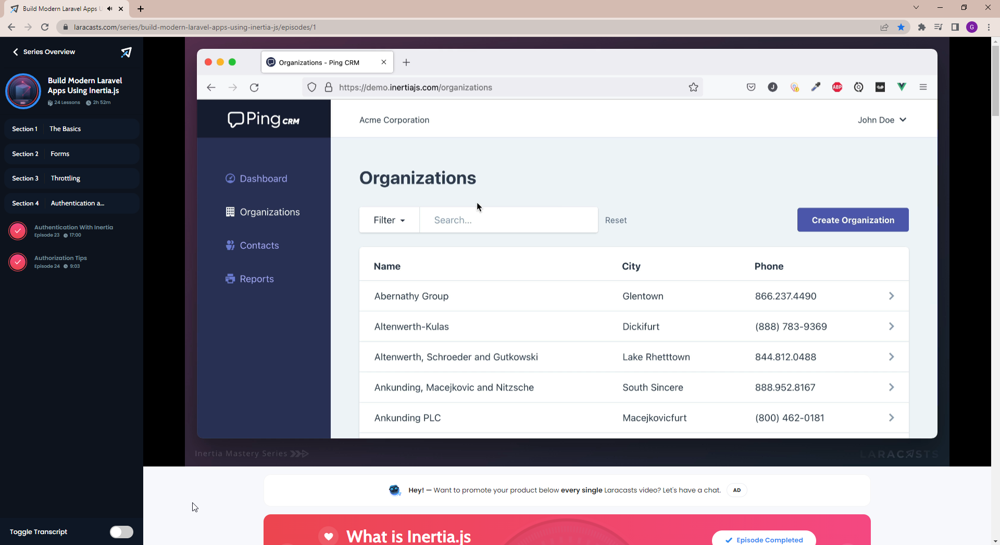 Build Modern Laravel Apps U
laracasts.com/series/build-modern-laravel-apps-using-inertia-js/episodes/1
G
Series Overview
Build Modern Laravel
Apps Using Inertia.js
24 Lessons 2h 52m
Section 1 The Basics
Section 2 Forms
Section 3 Throttling
Section 4 Authentication a...
Authentication With Inertia
Episode 23 17:00
Authorization Tips
Episode 24 9:03
Toggle Transcript
Organizations - Ping CRM
https://demo.inertiajs.com/organizations
J
ABP
Ping CRM
Acme Corporation
John Doe
Dashboard
Organizations
Contacts
Reports
Organizations
Filter
Search...
Reset
Create Organization
Name City Phone
Abernathy Group Glentown 866.237.4490
Altenwerth-Kulas Dickifurt (888) 783-9369
Altenwerth, Schroeder and Gutkowski Lake Rhetttown 844.812.0488
Ankunding, Macejkovic and Nitzsche South Sincere 888.952.8167
Ankunding PLC Macejkovicfurt (800) 462-0181
Inertia Mastery Series
LARACASTS
Hey! — Want to promote your product below every single Laracasts video? Let's have a chat. AD
What is Inertia.js
Episode Completed